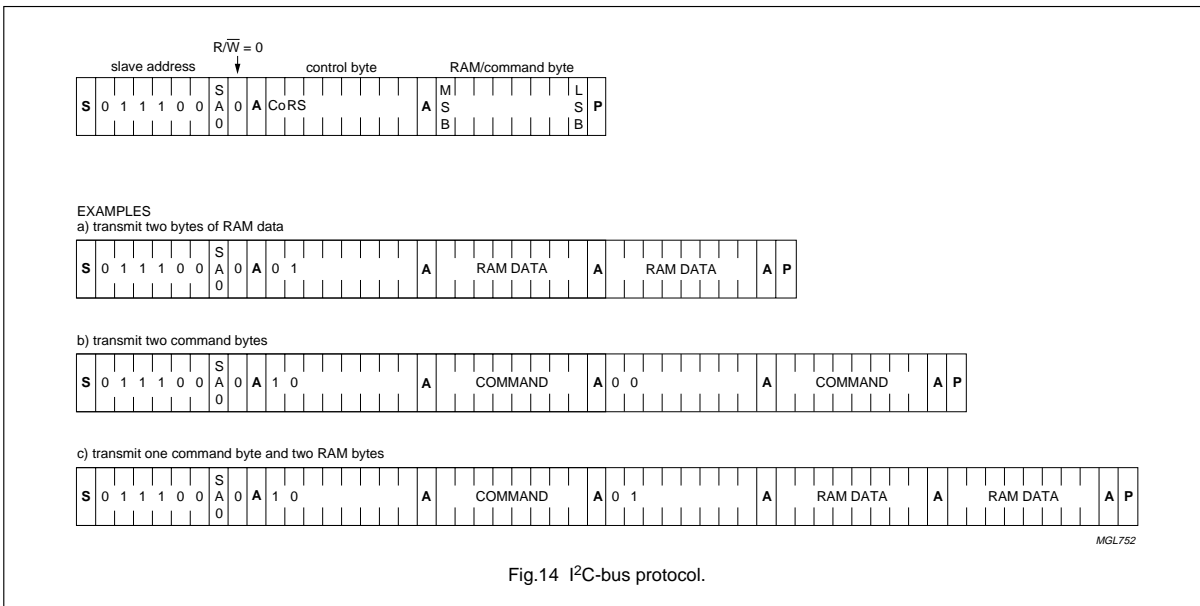 R/W = 0
slave address control byte RAM/command byte
S 0 1 1 1 0 0 SA0 0 A Co RS A MSB LSB P
EXAMPLES
a) transmit two bytes of RAM data
S 0 1 1 1 0 0 SA0 0 A 0 1 A RAM DATA A RAM DATA A P
b) transmit two command bytes
S 0 1 1 1 0 0 SA0 0 A 1 0 A COMMAND A 0 0 A COMMAND A P
c) transmit one command byte and two RAM bytes
S 0 1 1 1 0 0 SA0 0 A 1 0 A COMMAND A 0 1 A RAM DATA A RAM DATA A P
MGL752
Fig.14 I²C-bus protocol.